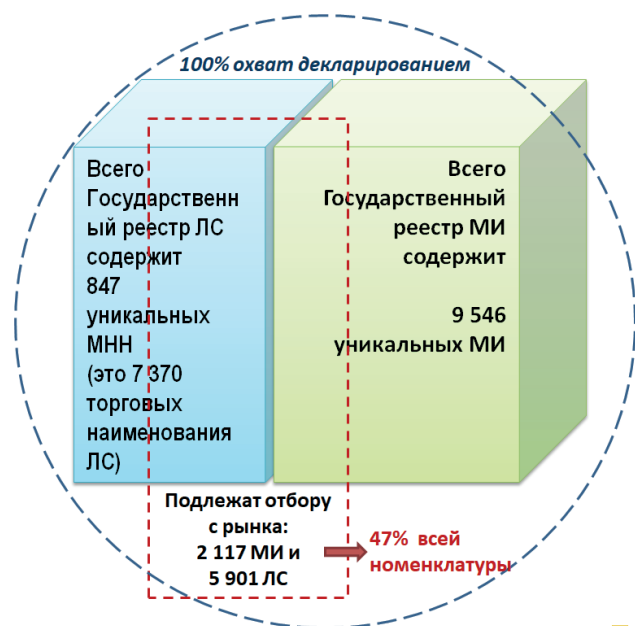 100% охват декларированием
Всего
Государственн
ый реестр ЛС
содержит
847
уникальных
МНН
(это 7 370
торговых
наименования
ЛС)
Всего
Государственный
реестр МИ
содержит
9 546
уникальных МИ
Подлежат отбору
с рынка:
2 117 МИ и
5 901 ЛС
47% всей
номенклатуры